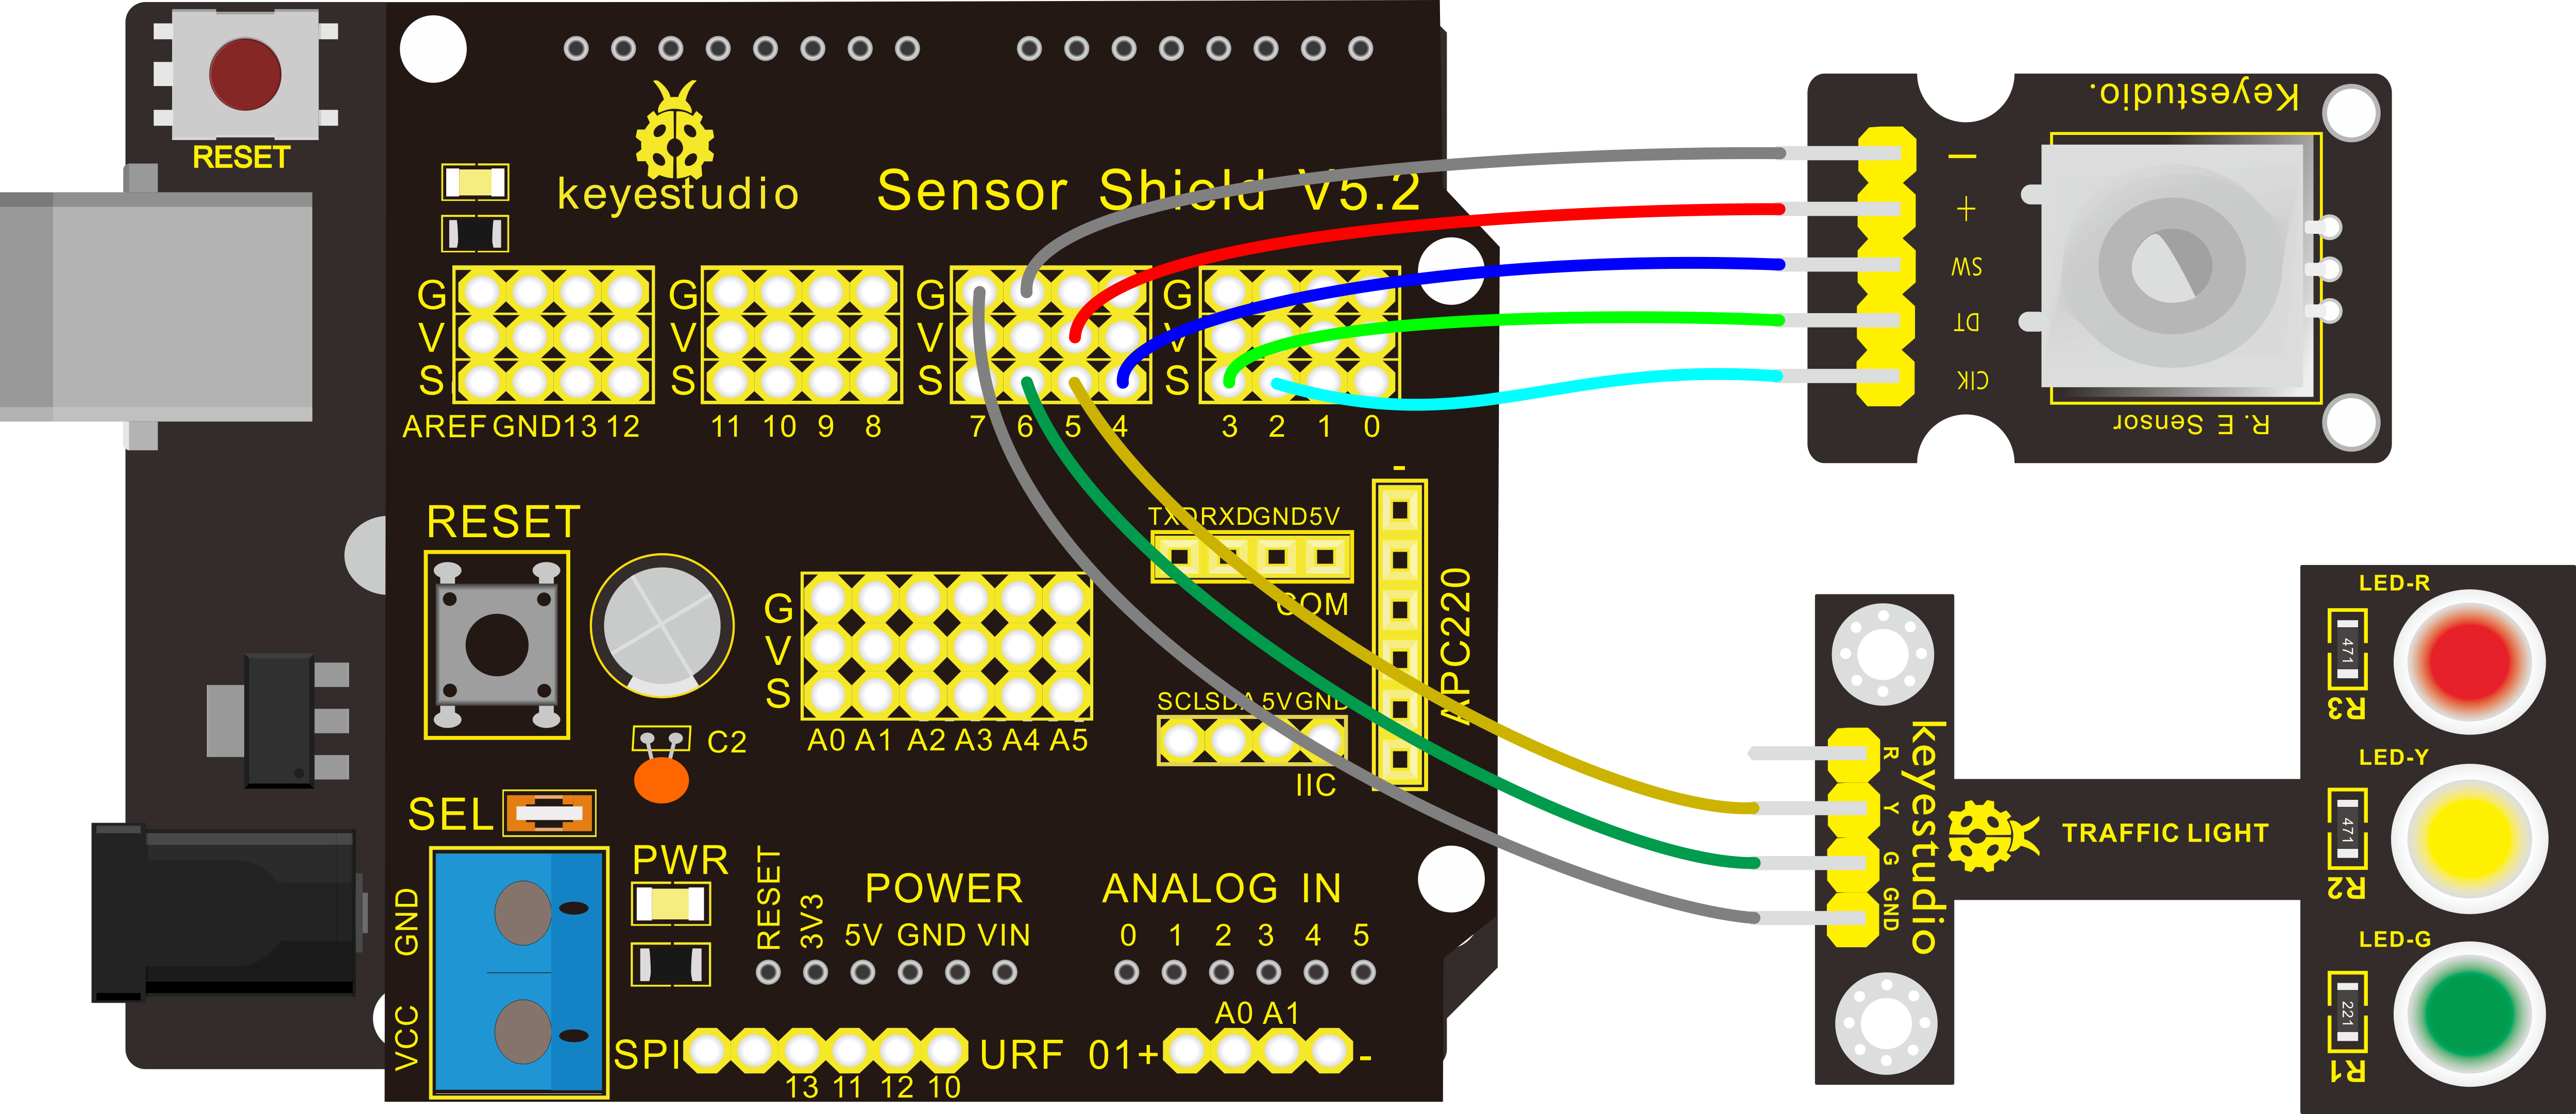 RESET
keyestudio
Sensor Shield V5.2
G G G G
V V V V
S S S S
AREF GND 13 12 11 10 9 8 7 6 5 4 3 2 1 0
RESET
TXD RXD GND 5V
COM
-
APC220
G
V
S
A0 A1 A2 A3 A4 A5
C2
SCL SDA 5V GND
IIC
SEL
PWR
GND
VCC
RESET
3V3
POWER
5V GND VIN
ANALOG IN
0 1 2 3 4 5
A0 A1
SPI
13 11 12 10
URF 01+ -
Keyestudio.
−
+
SW
DT
ClK
R. E Sensor
R
Y
G
GND
keyestudio
TRAFFIC LIGHT
LED-R
471
R3
LED-Y
471
R2
LED-G
221
R1